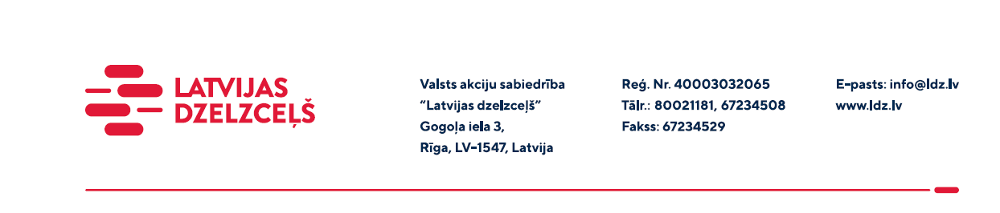 LATVIJAS
DZELZCEĻŠ
Valsts akciju sabiedrība
“Latvijas dzelzceļš”
Gogoļa iela 3,
Rīga, LV-1547, Latvija
Reģ. Nr. 40003032065
Tālr.: 80021181, 67234508
Fakss: 67234529
E-pasts: info@ldz.lv
www.ldz.lv